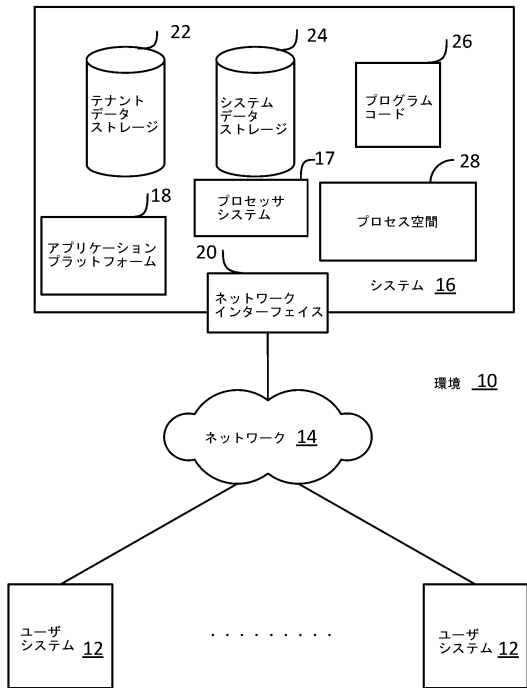 22
24
26
テナント
データ
ストレージ
システム
データ
ストレージ
プログラム
コード
17
28
18
プロセッサ
システム
プロセス空間
アプリケーション
プラットフォーム
20
システム 16
ネットワーク
インターフェイス
環境 10
ネットワーク 14
ユーザ
システム 12
. . . . . . . . .
ユーザ
システム 12